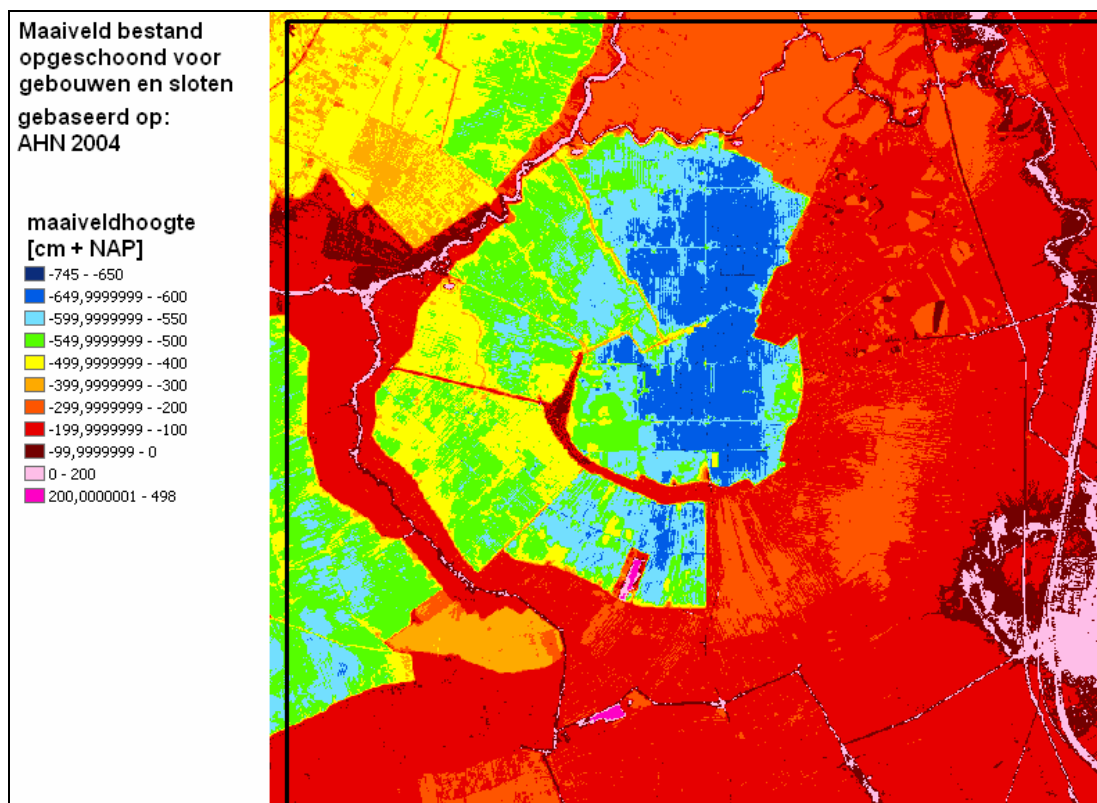 Maaiveld bestand
opgeschoond voor
gebouwen en sloten
gebaseerd op:
AHN 2004
maaiveldhoogte
[cm + NAP]
-745 - -650
-649,9999999 - -600
-599,9999999 - -550
-549,9999999 - -500
-499,9999999 - -400
-399,9999999 - -300
-299,9999999 - -200
-199,9999999 - -100
-99,9999999 - 0
0 - 200
200,0000001 - 498